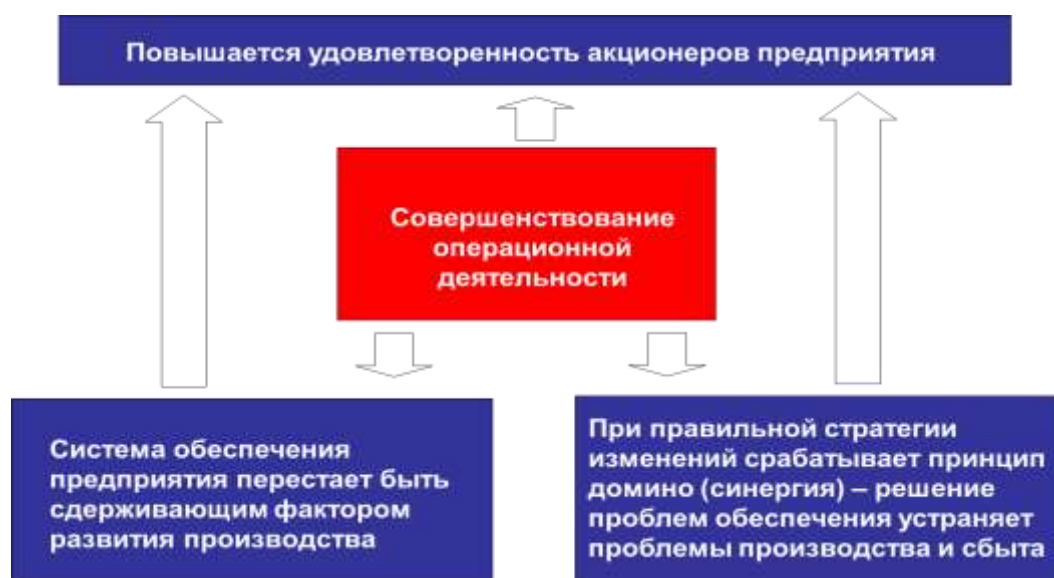 Повышается удовлетворенность акционеров предприятия
Совершенствование
операционной
деятельности
Система обеспечения
предприятия перестает быть
сдерживающим фактором
развития производства
При правильной стратегии
изменений срабатывает принцип
домино (синергия) – решение
проблем обеспечения устраняет
проблемы производства и сбыта